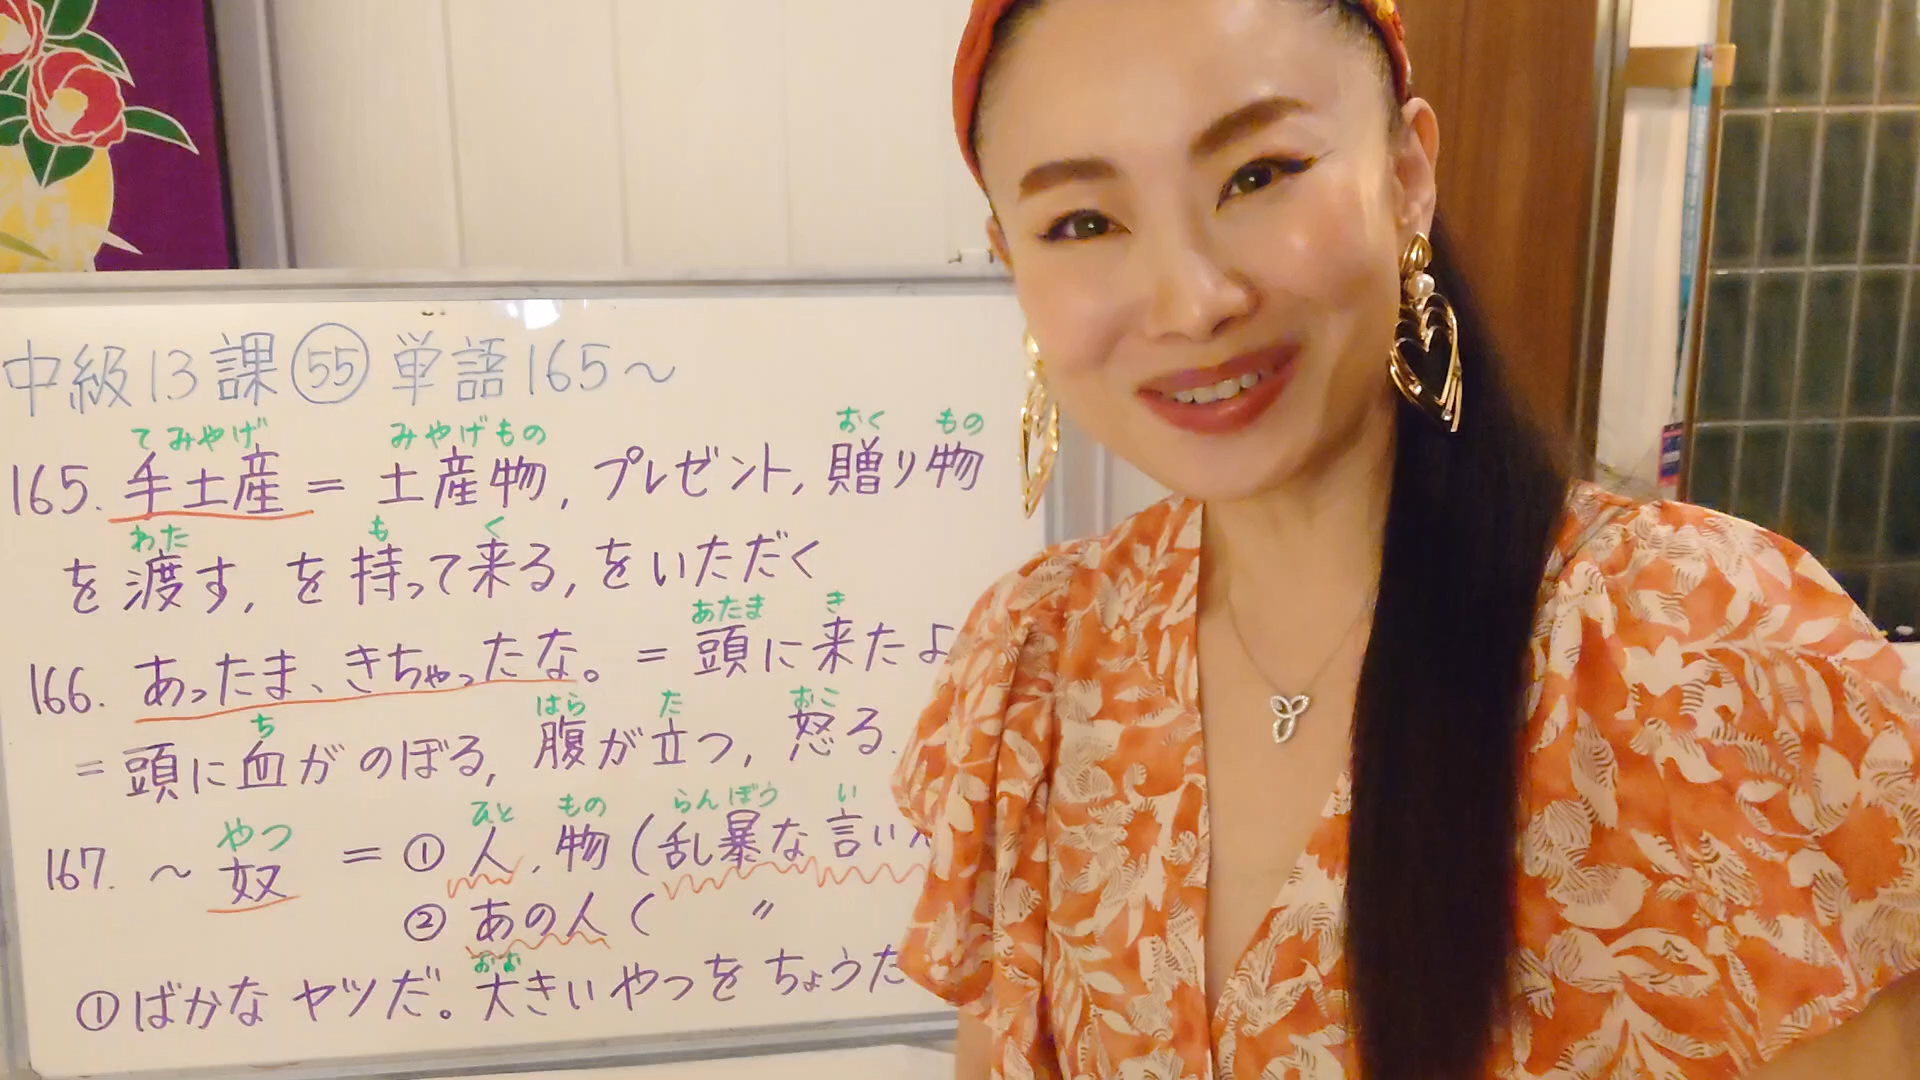 中級13課 55 単語165〜
てみやげ みやげもの おく もの
165. 手土産 = 土産物, プレゼント, 贈り物
わた も く
を渡す, を持って来る, をいただく
あたま き
166. あったま、きちゃったな。 = 頭に来たよ
ち はら た おこ
= 頭に血がのぼる, 腹が立つ, 怒る.
やつ ひと もの らんぼう い
167. 〜奴 = ① 人, 物 (乱暴な言い
② あの人 ( 〃
おお
①ばかなヤツだ。大きいやつをちょうだ